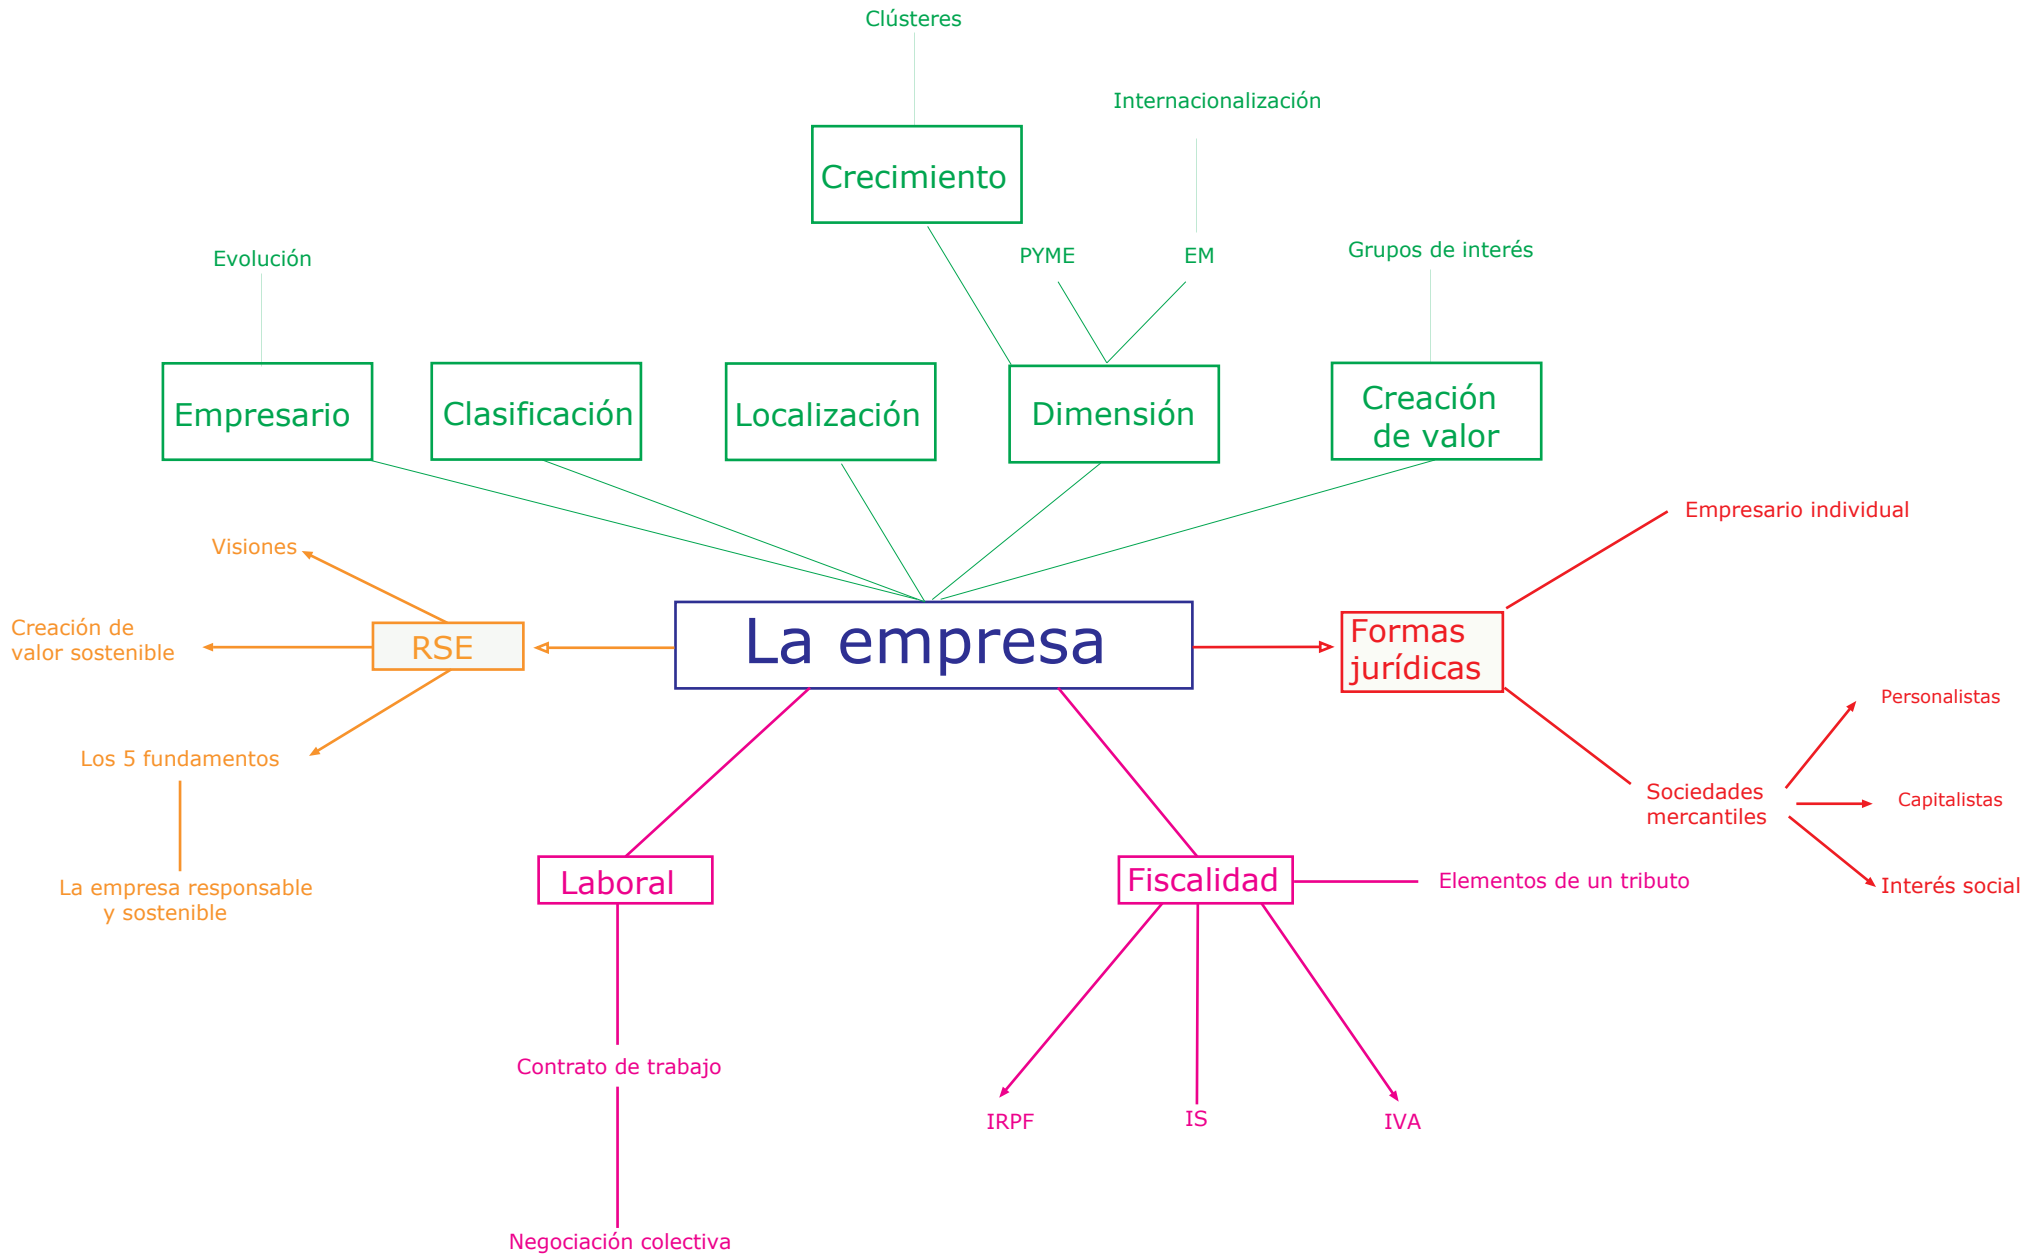 Clústeres
Internacionalización
Crecimiento
Evolución
PYME
EM
Grupos de interés
Empresario
Clasificación
Localización
Dimensión
Creación
de valor
Empresario individual
Visiones
Creación de
valor sostenible
RSE
La empresa
Formas
jurídicas
Personalistas
Los 5 fundamentos
Sociedades
mercantiles
Capitalistas
La empresa responsable
y sostenible
Laboral
Fiscalidad
Elementos de un tributo
Interés social
Contrato de trabajo
IRPF
IS
IVA
Negociación colectiva